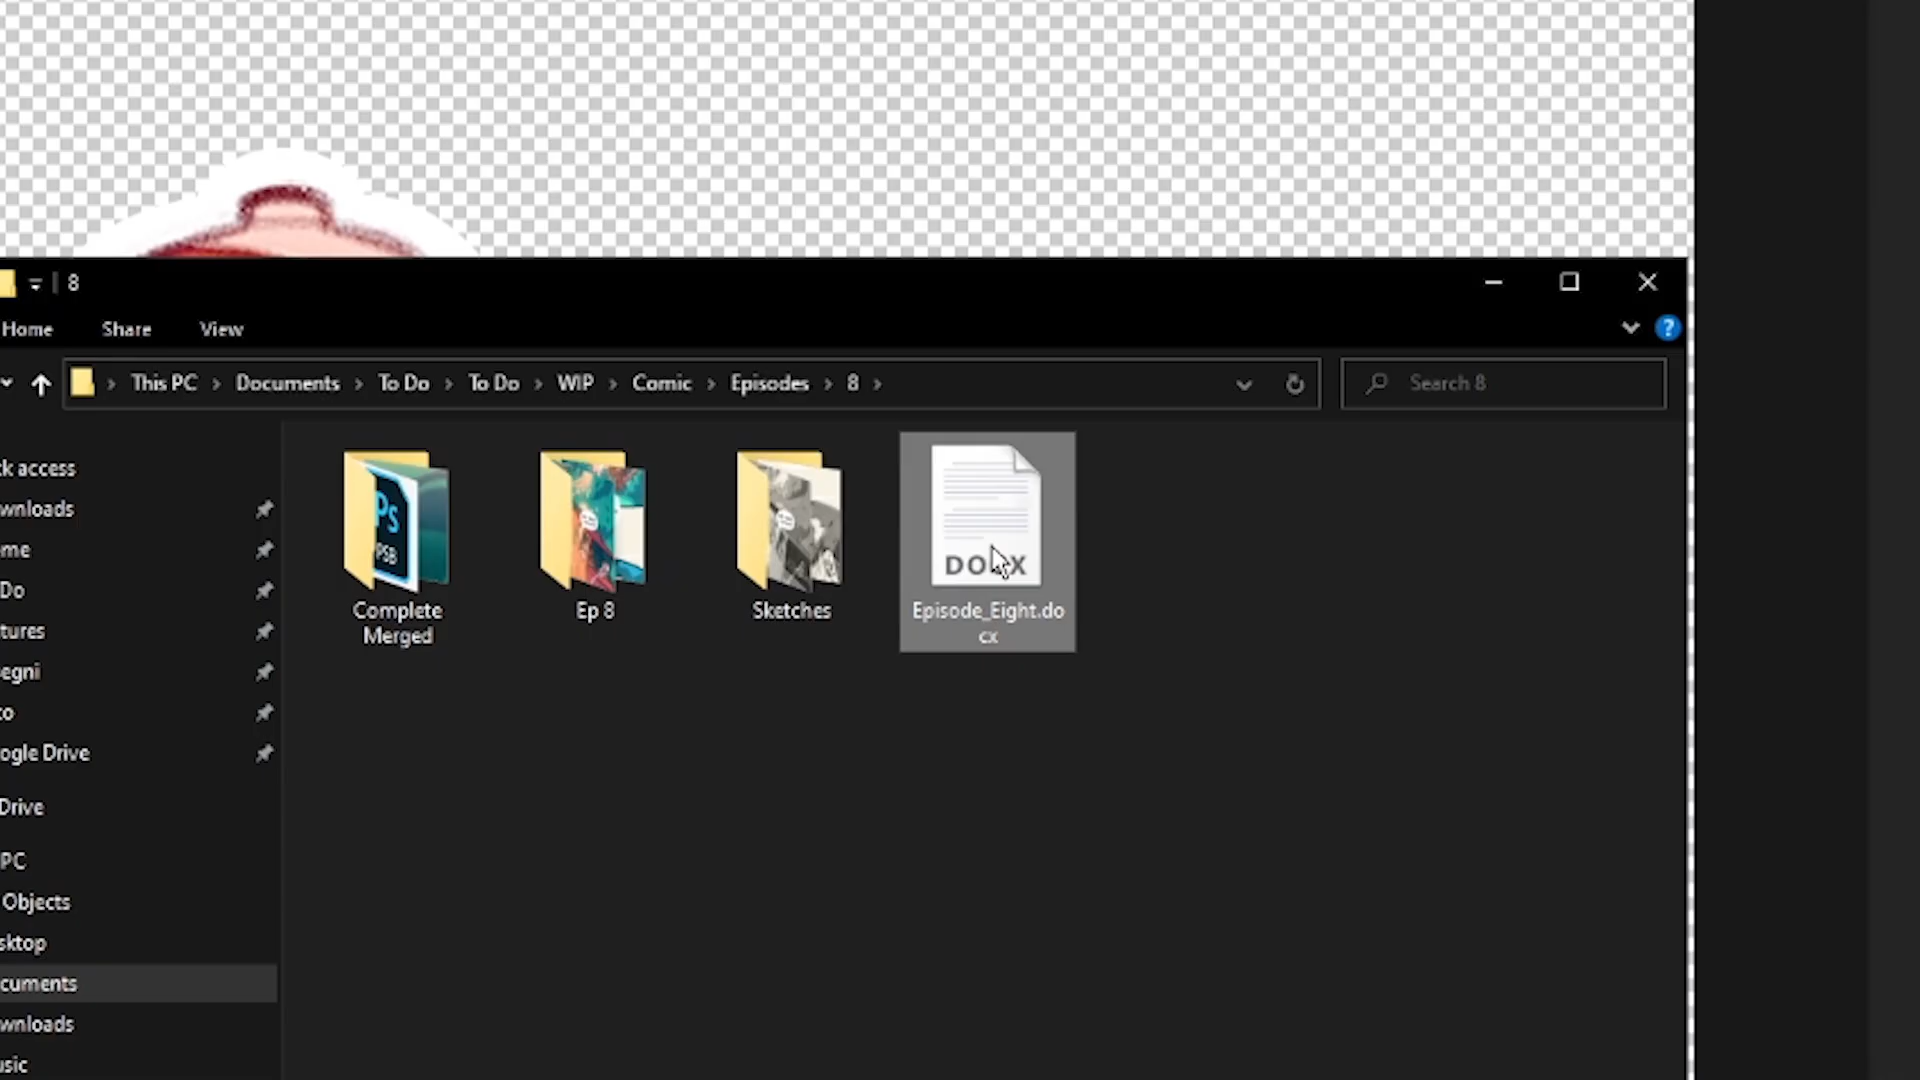 8
Home Share View
This PC Documents To Do To Do WIP Comic Episodes 8
Search 8
ck access
wnloads
me
Do
tures
egni
to
ogle Drive
Drive
PC
Objects
sktop
cuments
wnloads
usic
Ps
PSB
Complete
Merged
Ep 8
Sketches
Episode_Eight.do
cx